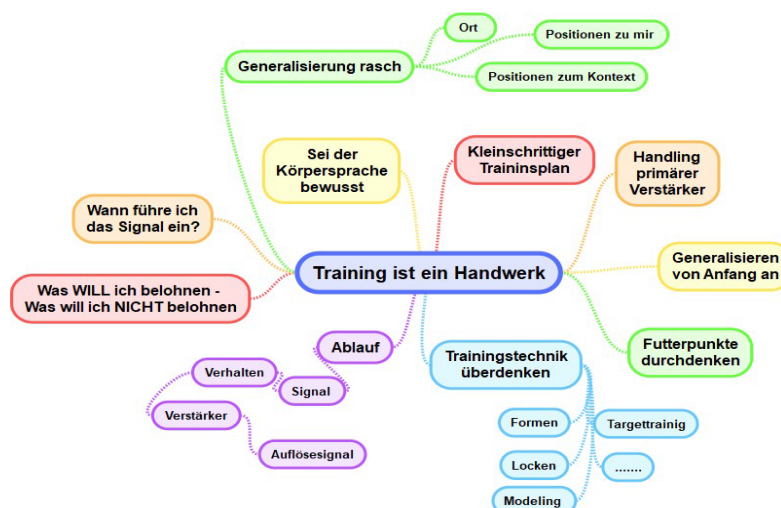 Ort
Positionen zu mir
Generalisierung rasch
Positionen zum Kontext
Sei der
Körpersprache
bewusst
Kleinschrittiger
Traininsplan
Handling
primärer
Verstärker
Wann führe ich
das Signal ein?
Training ist ein Handwerk
Generalisieren
von Anfang an
Was WILL ich belohnen -
Was will ich NICHT belohnen
Ablauf
Trainingstechnik
überdenken
Futterpunkte
durchdenken
Verhalten
Signal
Verstärker
Auflösesignal
Formen
Targettrainig
Locken
.......
Modeling